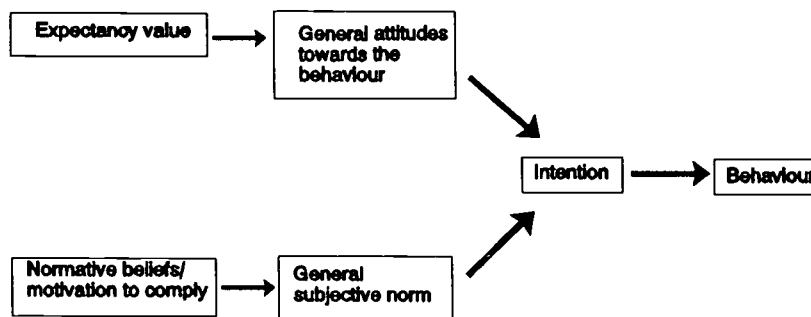 Expectancy value
General attitudes
towards the
behaviour
Intention
Behaviour
Normative beliefs/
motivation to comply
General
subjective norm